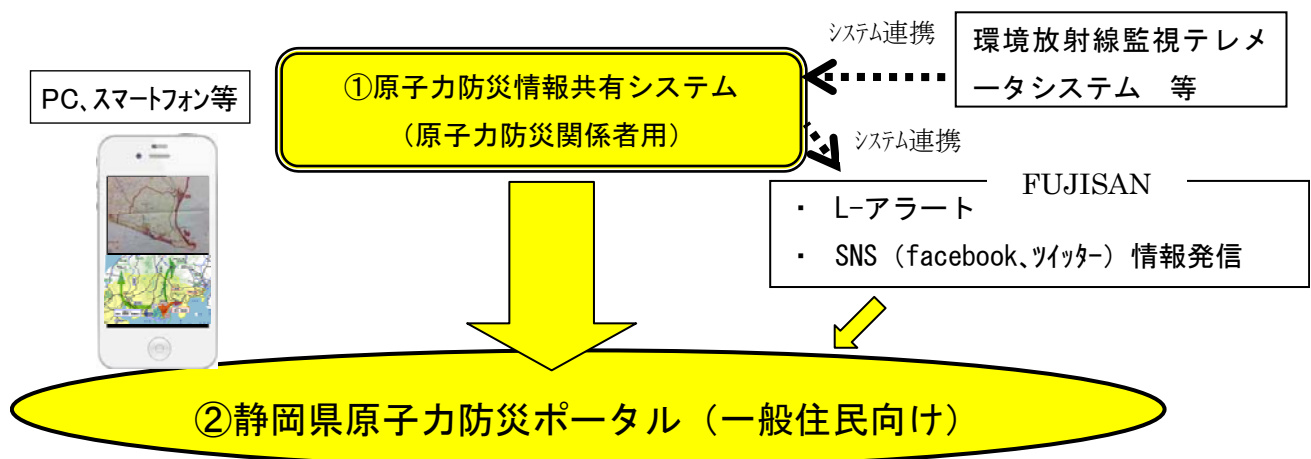 システム連携
環境放射線監視テレメ
ータシステム 等
①原子力防災情報共有システム
(原子力防災関係者用)
PC、スマートフォン等
システム連携
FUJISAN
・ L-アラート
・ SNS (facebook、ツイッター) 情報発信
②静岡県原子力防災ポータル (一般住民向け)